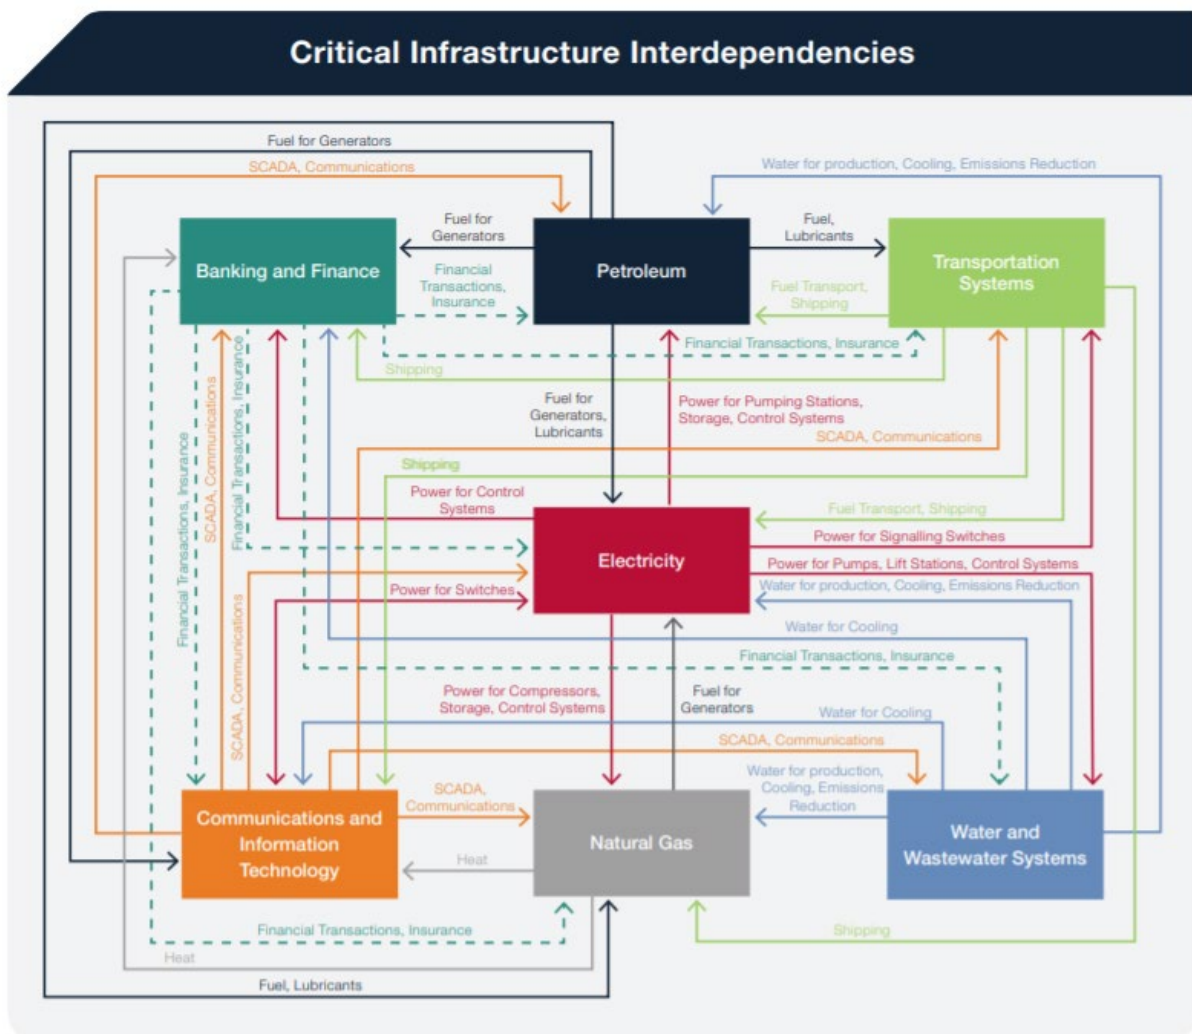 Critical Infrastructure Interdependencies
Fuel for Generators
SCADA, Communications
Water for production, Cooling, Emissions Reduction
Banking and Finance
Fuel for
Generators
Petroleum
Fuel,
Lubricants
Transportation
Systems
Financial
Transactions,
Insurance
Fuel Transport,
Shipping
Financial Transactions, Insurance
Shipping
Fuel for
Generators,
Lubricants
Power for Pumping Stations,
Storage, Control Systems
SCADA, Communications
Shipping
Financial Transactions, Insurance
SCADA, Communications
Financial Transactions, Insurance
Power for Control
Systems
Fuel Transport, Shipping
Electricity
Power for Signalling Switches
Power for Pumps, Lift Stations, Control Systems
Power for Switches
Water for production, Cooling, Emissions Reduction
SCADA, Communications
Water for Cooling
Financial Transactions, Insurance
Power for Compressors,
Storage, Control Systems
Fuel for
Generators
Water for Cooling
SCADA, Communications
Communications and
Information
Technology
SCADA,
Communications
Natural Gas
Water for production,
Cooling, Emissions
Reduction
Water and
Wastewater Systems
Heat
Financial Transactions, Insurance
Shipping
Heat
Fuel, Lubricants